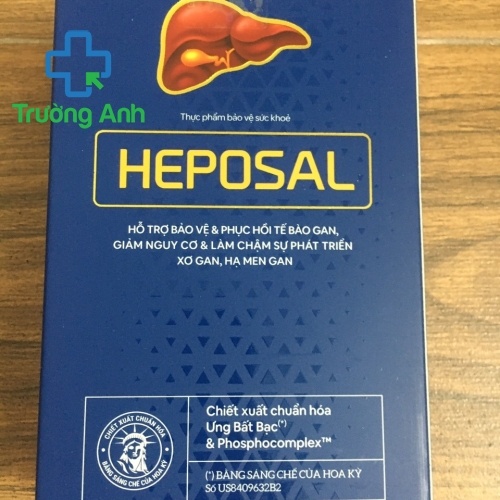 Trường Anh
Thực phẩm bảo vệ sức khoẻ
HEPOSAL
HỖ TRỢ BẢO VỆ & PHỤC HỒI TẾ BÀO GAN,
GIẢM NGUY CƠ & LÀM CHẬM SỰ PHÁT TRIỂN
XƠ GAN, HẠ MEN GAN
CHIẾT XUẤT CHUẨN HÓA
BẰNG SÁNG CHẾ CỦA HOA KỲ
Chiết xuất chuẩn hóa
Ưng Bất Bạc(*)
& Phosphocomplex™
(*) BẰNG SÁNG CHẾ CỦA HOA KỲ
Số US8409632B2